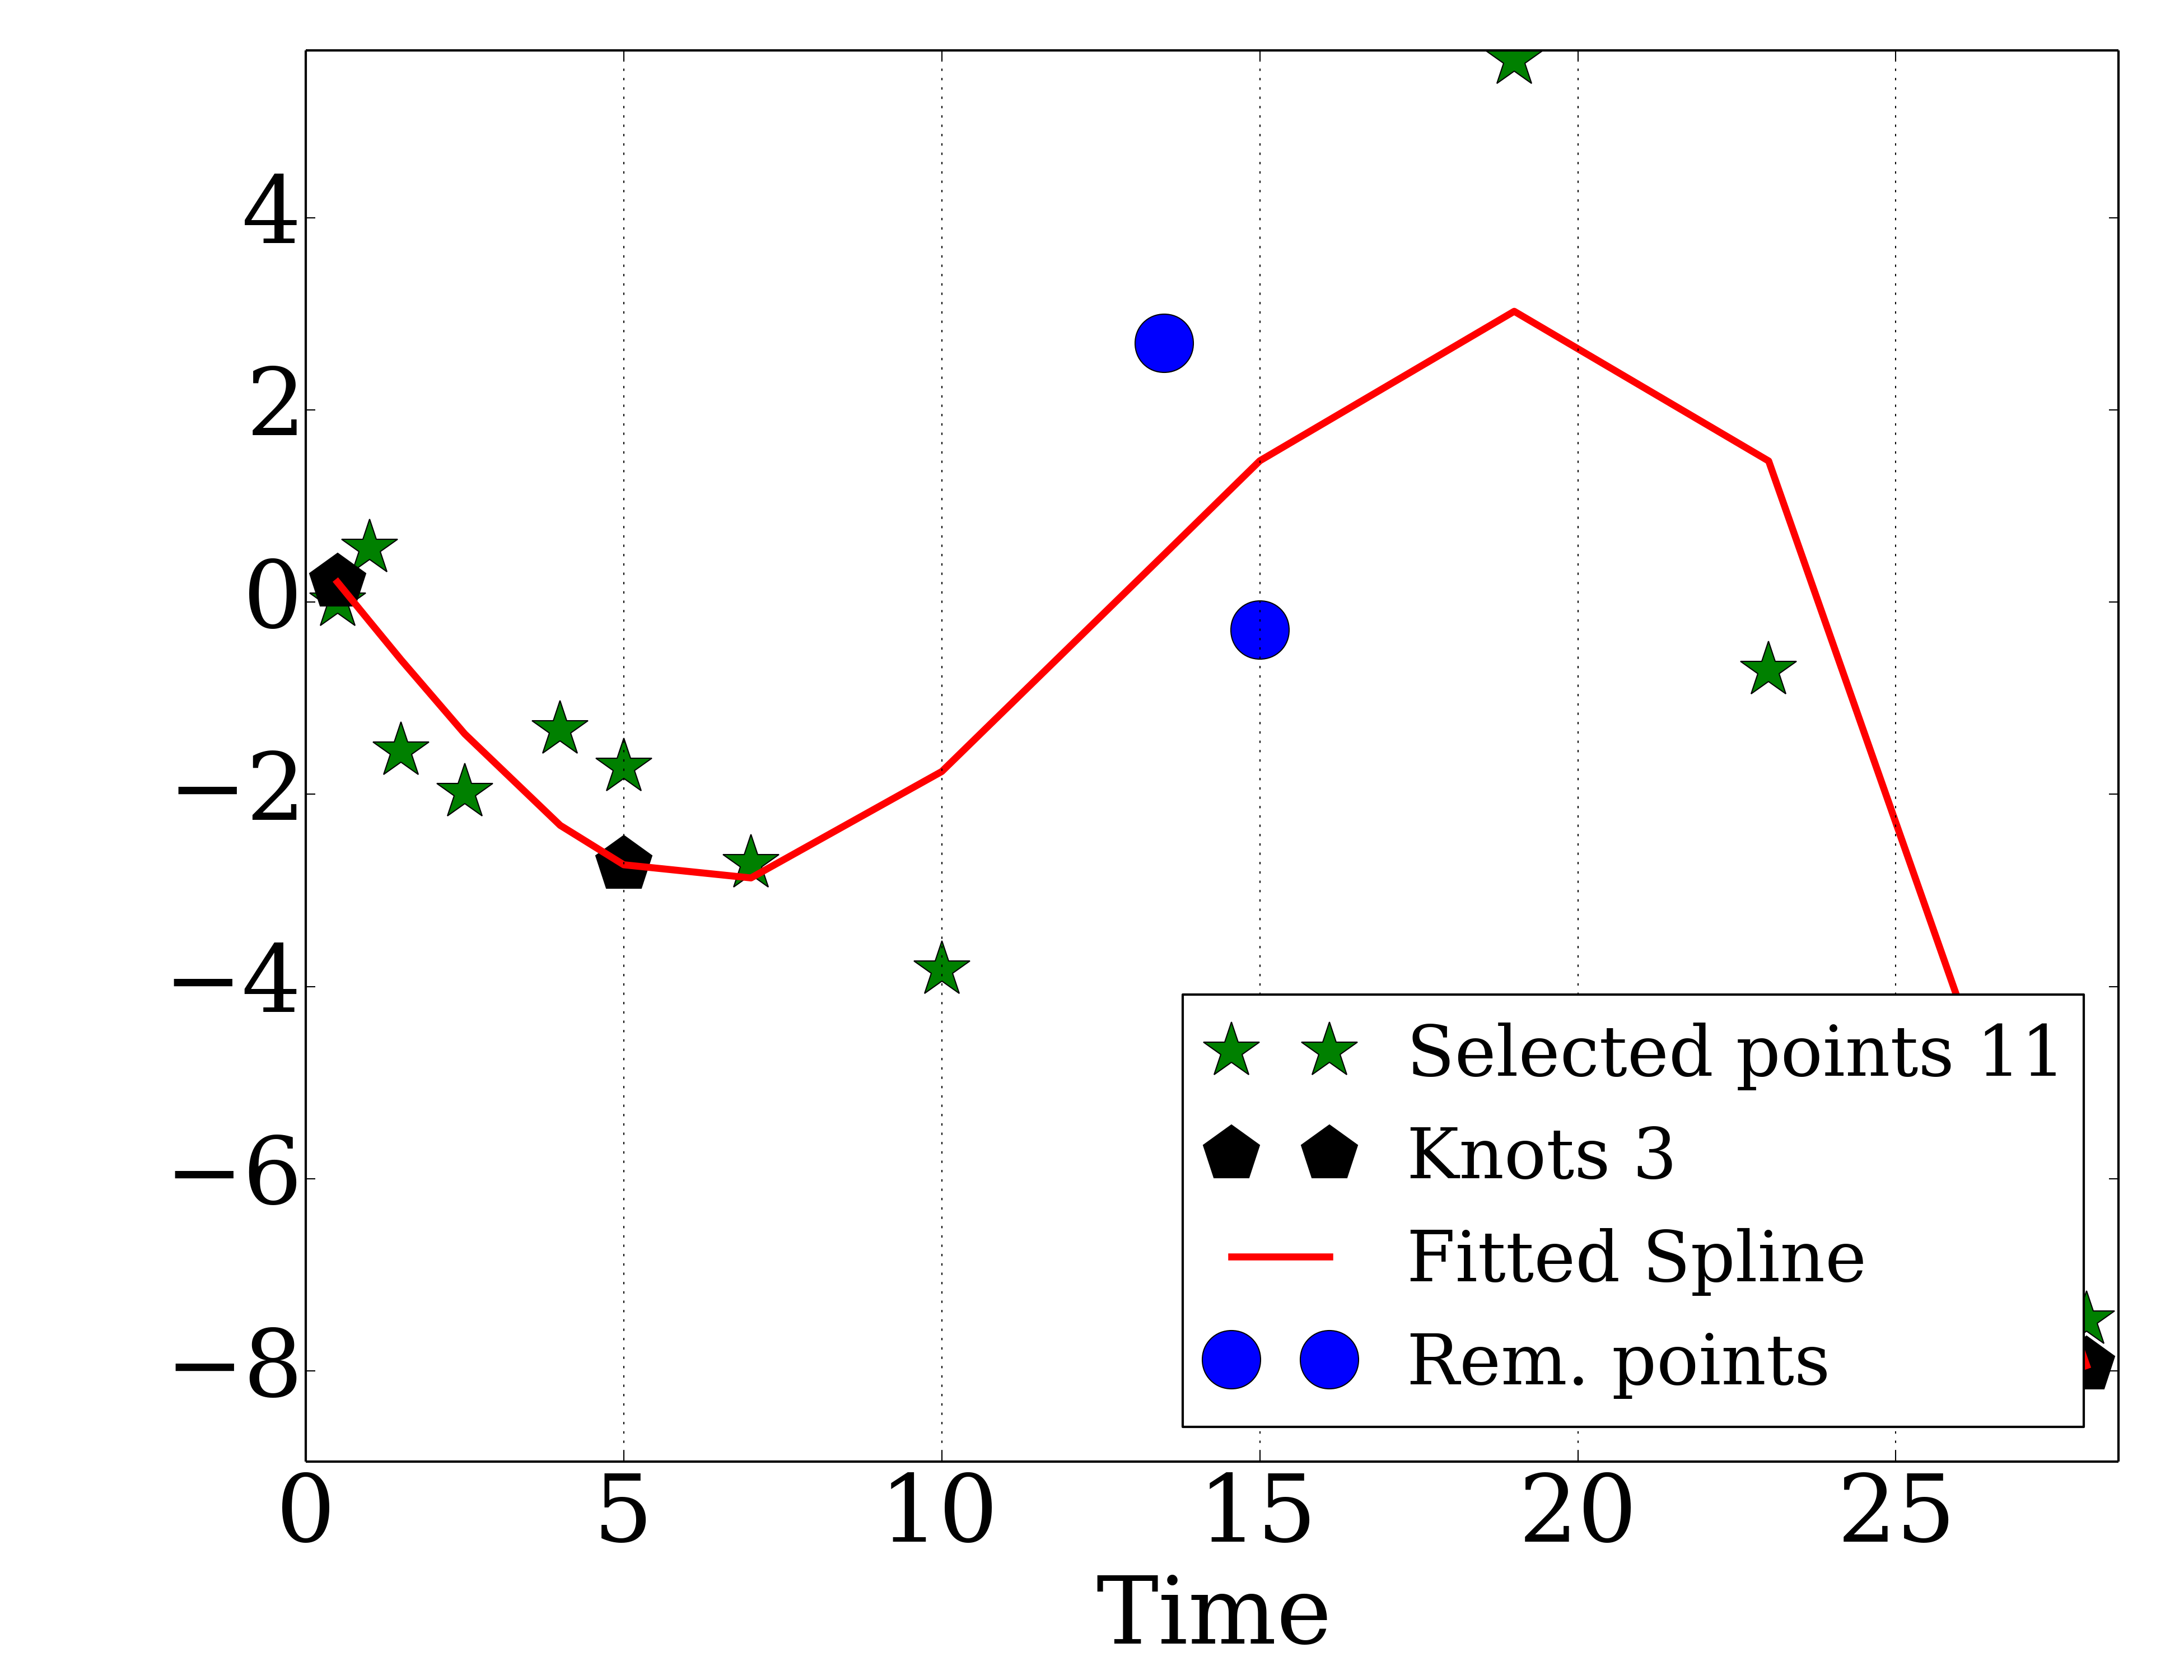 4
2
0
−2
−4
−6
−8
Selected points 11
Knots 3
Fitted Spline
Rem. points
0 5 10 15 20 25
Time